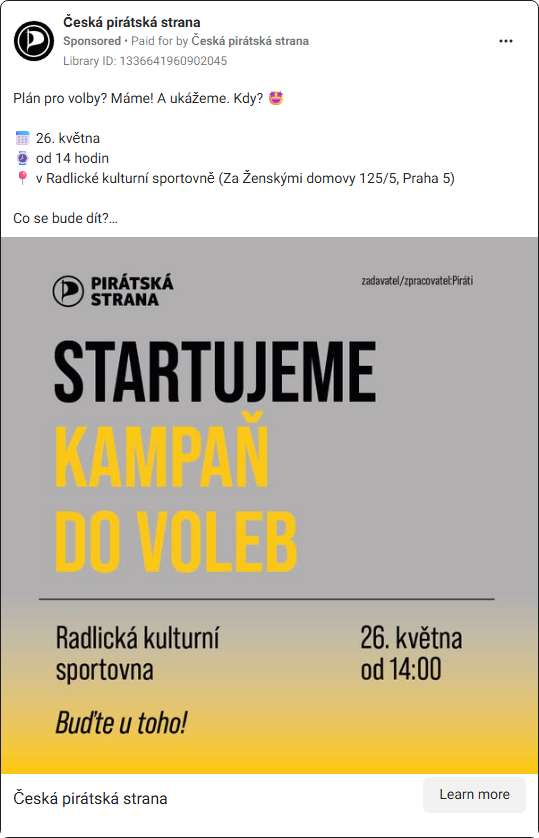 Česká pirátská strana
Sponsored • Paid for by Česká pirátská strana
Library ID: 1336641960902045
Plán pro volby? Máme! A ukážeme. Kdy? 🤩
📅 26. května
⌚ od 14 hodin
📍 v Radlické kulturní sportovně (Za Ženskými domovy 125/5, Praha 5)
Co se bude dít?…
PIRÁTSKÁ
STRANA
zadavatel/zpracovatel:Piráti
STARTUJEME
KAMPAŇ
DO VOLEB
Radlická kulturní
sportovna
26. května
od 14:00
Buďte u toho!
Česká pirátská strana
Learn more